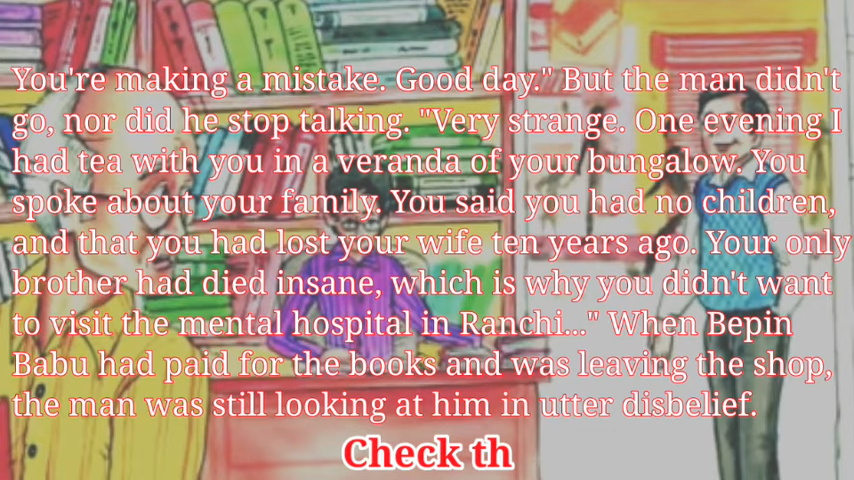 You're making a mistake. Good day." But the man didn't
go, nor did he stop talking. "Very strange. One evening I
had tea with you in a veranda of your bungalow. You
spoke about your family. You said you had no children,
and that you had lost your wife ten years ago. Your only
brother had died insane, which is why you didn't want
to visit the mental hospital in Ranchi..." When Bepin
Babu had paid for the books and was leaving the shop,
the man was still looking at him in utter disbelief.
Check th